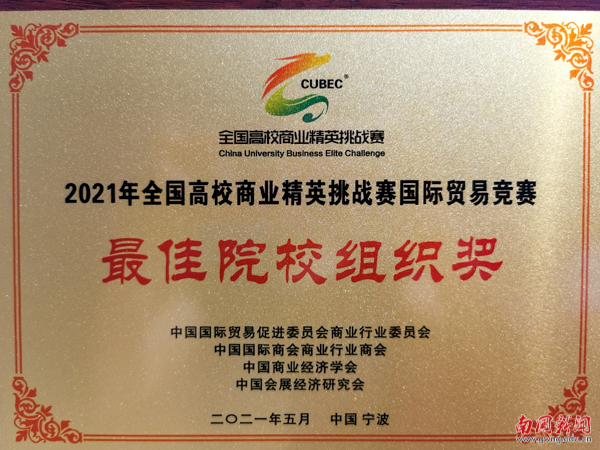 CUBEC®
全国高校商业精英挑战赛
China University Business Elite Challenge
2021年全国高校商业精英挑战赛国际贸易竞赛
最佳院校组织奖
中国国际贸易促进委员会商业行业委员会
中国国际商会商业行业商会
中国商业经济学会
中国会展经济研究会
二〇二一年五月 中国 宁波
南国新闻